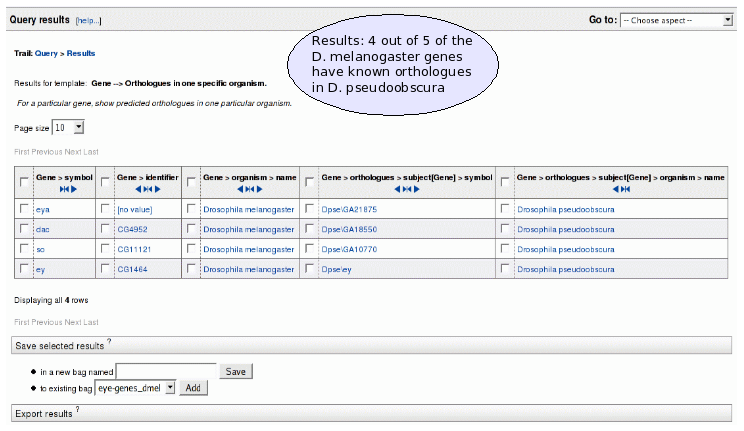 Query results [help...]
Go to: -- Choose aspect --
Results: 4 out of 5 of the
D. melanogaster genes
have known orthologues
in D. pseudoobscura
Trail: Query > Results
Results for template: Gene --> Orthologues in one specific organism.
For a particular gene, show predicted orthologues in one particular organism.
Page size 10
First Previous Next Last
Gene > symbol Gene > identifier Gene > organism > name Gene > orthologues > subject[Gene] > symbol Gene > orthologues > subject[Gene] > organism > name
eya [no value] Drosophila melanogaster Dpse\GA21875 Drosophila pseudoobscura
dac CG4952 Drosophila melanogaster Dpse\GA18550 Drosophila pseudoobscura
so CG11121 Drosophila melanogaster Dpse\GA10770 Drosophila pseudoobscura
ey CG1464 Drosophila melanogaster Dpse\ey Drosophila pseudoobscura
Displaying all 4 rows
First Previous Next Last
Save selected results ?
in a new bag named Save
to existing bag eye-genes_dmel Add
Export results ?